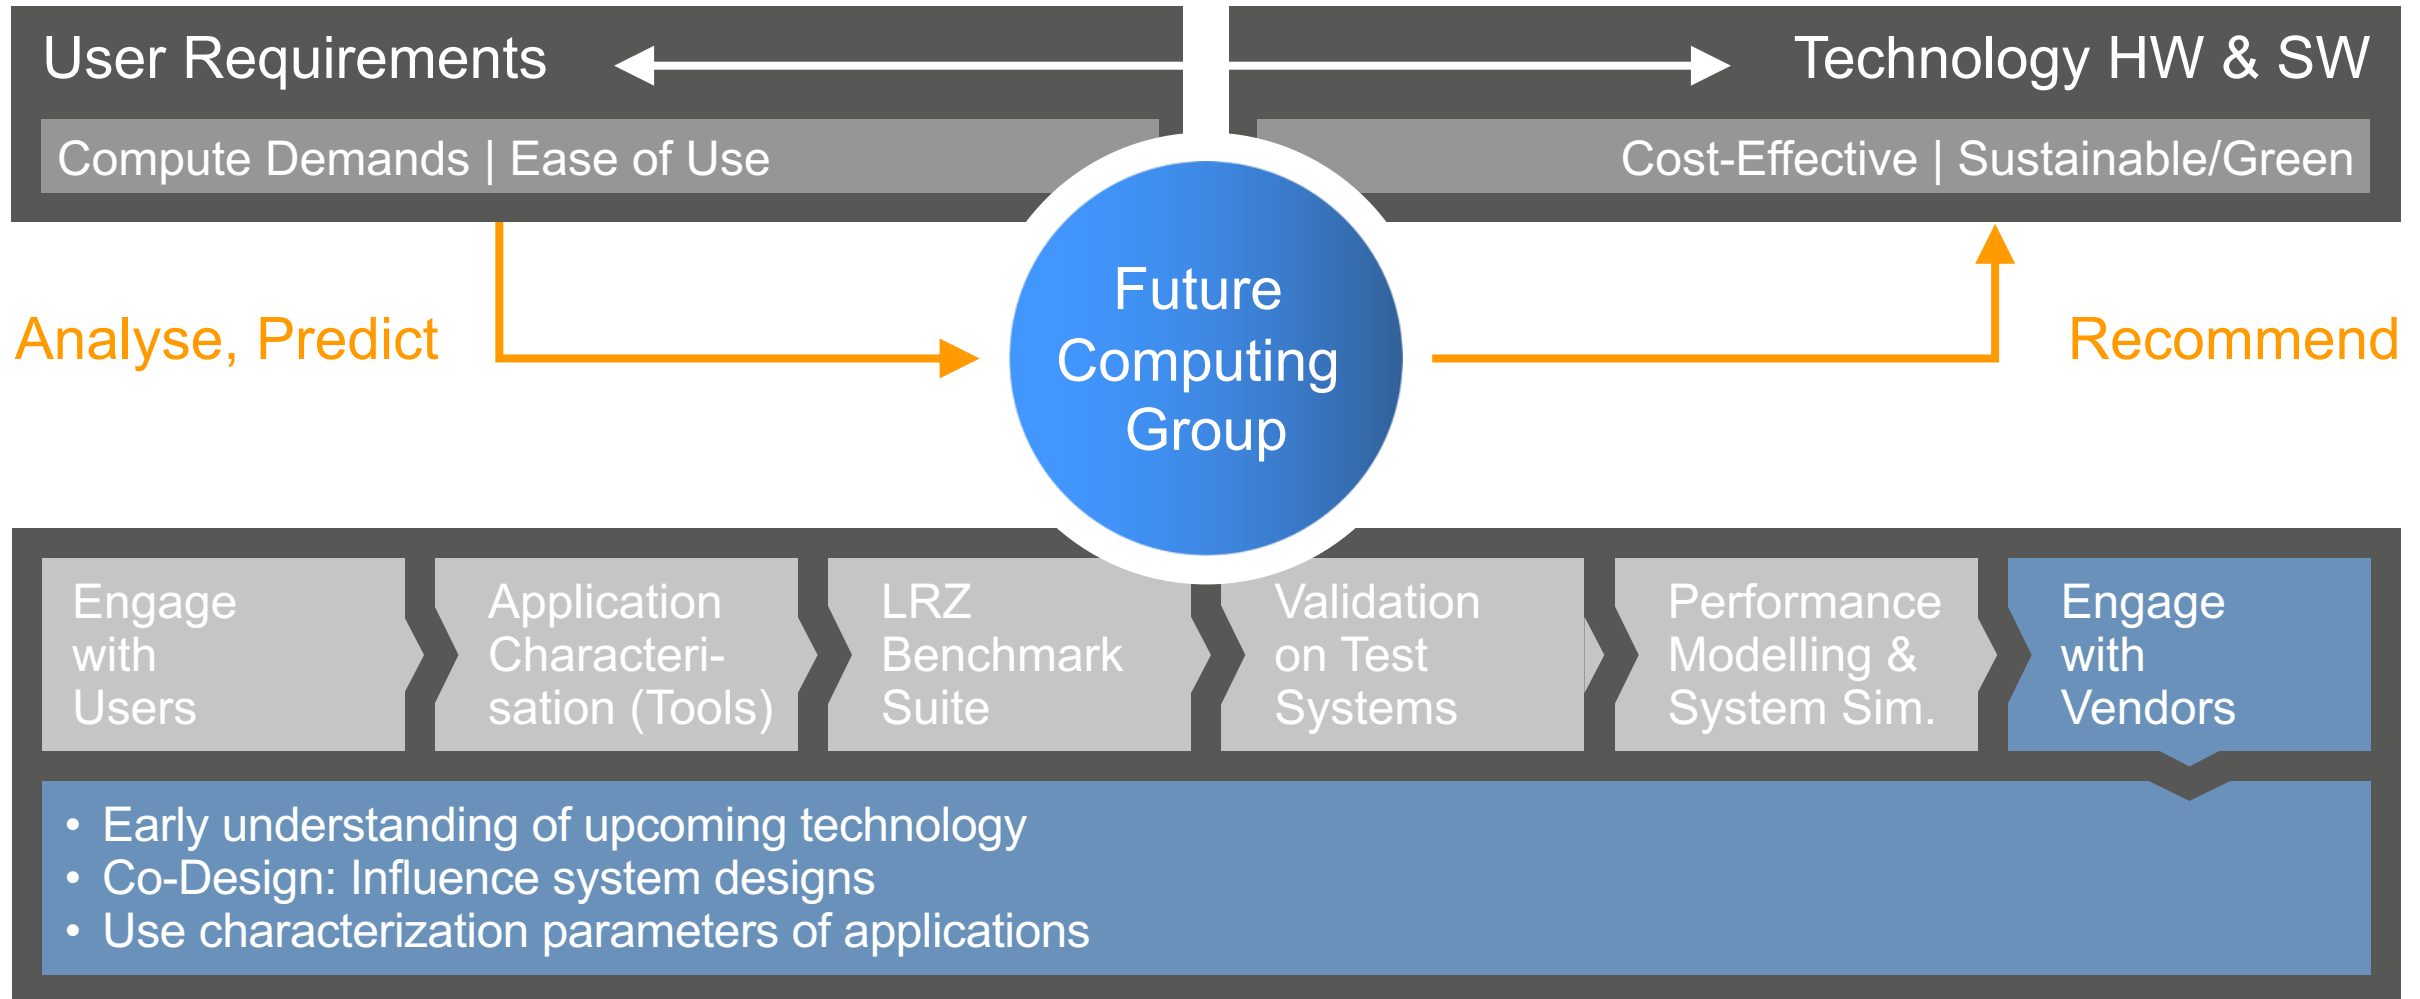 User Requirements
Technology HW & SW
Compute Demands | Ease of Use
Cost-Effective | Sustainable/Green
Analyse, Predict
Future
Computing
Group
Recommend
Engage
with
Users
Application
Characteri-
sation (Tools)
LRZ
Benchmark
Suite
Validation
on Test
Systems
Performance
Modelling &
System Sim.
Engage
with
Vendors
• Early understanding of upcoming technology
• Co-Design: Influence system designs
• Use characterization parameters of applications